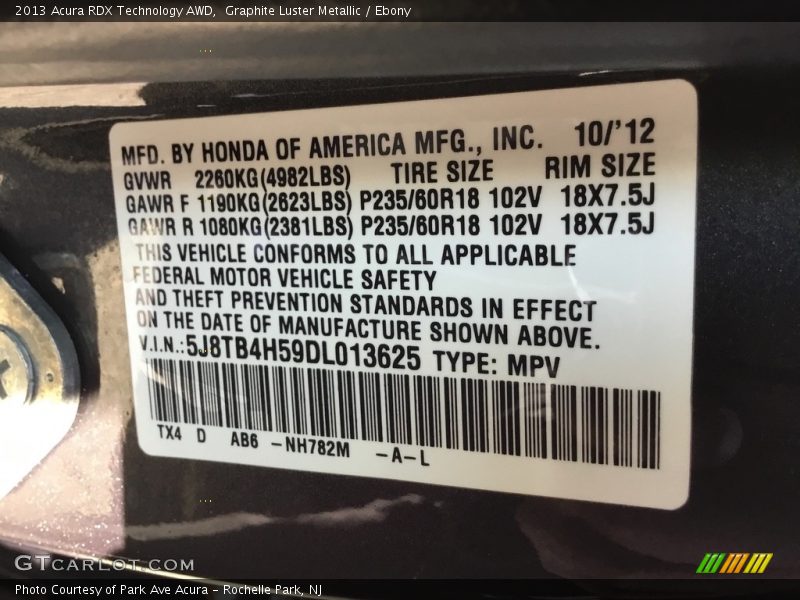 2013 Acura RDX Technology AWD,  Graphite Luster Metallic / Ebony
MFD. BY HONDA OF AMERICA MFG., INC. 10/'12
GVWR 2260KG(4982LBS) TIRE SIZE RIM SIZE
GAWR F 1190KG(2623LBS) P235/60R18 102V 18X7.5J
GAWR R 1080KG(2381LBS) P235/60R18 102V 18X7.5J
THIS VEHICLE CONFORMS TO ALL APPLICABLE
FEDERAL MOTOR VEHICLE SAFETY
AND THEFT PREVENTION STANDARDS IN EFFECT
ON THE DATE OF MANUFACTURE SHOWN ABOVE.
V.I.N.:5J8TB4H59DL013625 TYPE: MPV
TX4 D AB6 -NH782M -A-L
GTCARLOT.COM
Photo Courtesy of Park Ave Acura - Rochelle Park, NJ